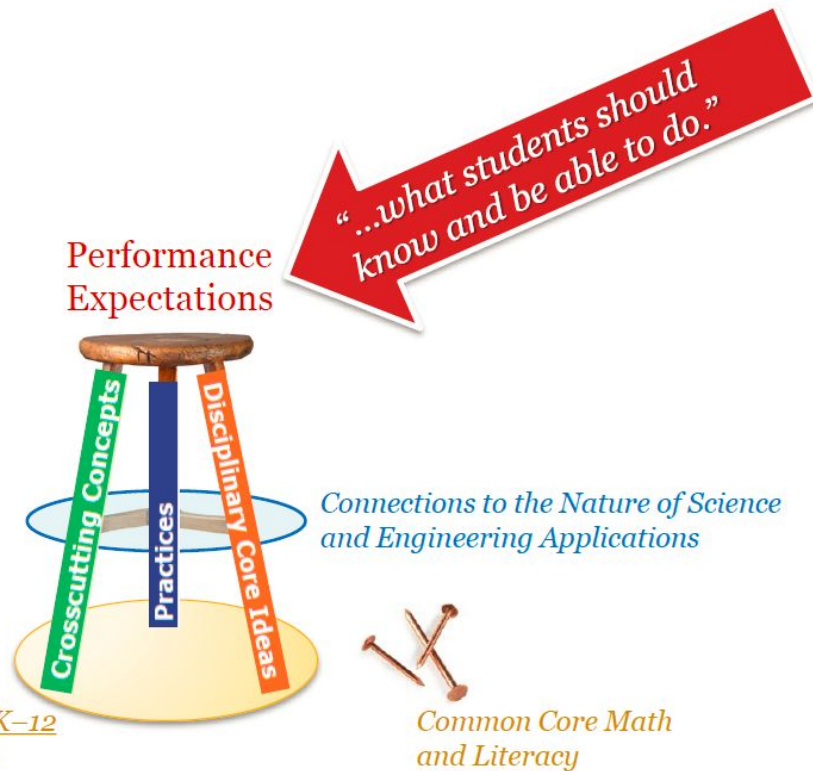 “...what students should
know and be able to do.”
Performance
Expectations
Crosscutting Concepts
Practices
Disciplinary Core Ideas
Connections to the Nature of Science
and Engineering Applications
K–12
Common Core Math
and Literacy